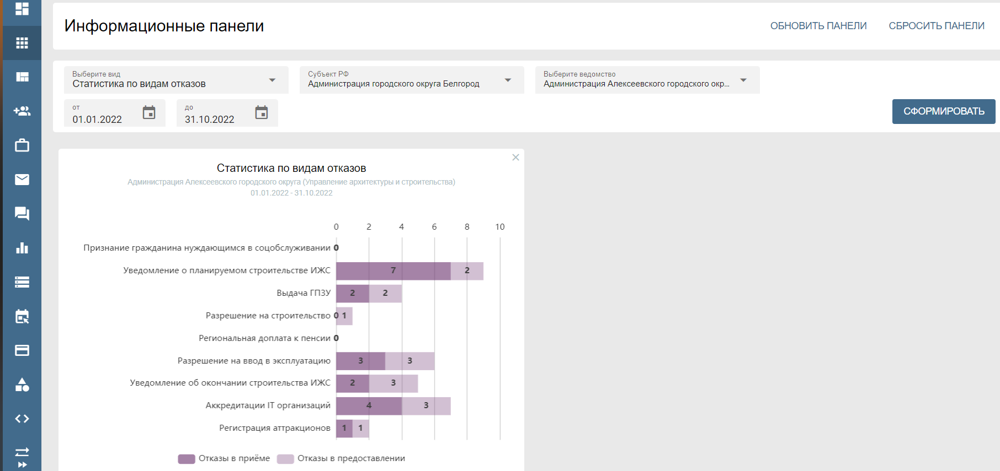 Информационные панели
ОБНОВИТЬ ПАНЕЛИ
СБРОСИТЬ ПАНЕЛИ
Выберите вид
Статистика по видам отказов
Субъект РФ
Администрация городского округа Белгород
Выберите ведомство
Администрация Алексеевского городского окр...
от
01.01.2022
до
31.10.2022
СФОРМИРОВАТЬ
Статистика по видам отказов
Администрация Алексеевского городского округа (Управление архитектуры и строительства)
01.01.2022 - 31.10.2022
0 2 4 6 8 10
Признание гражданина нуждающимся в соцобслуживании 0
Уведомление о планируемом строительстве ИЖС 7 2
Выдача ГПЗУ 2 2
Разрешение на строительство 0 1
Региональная доплата к пенсии 0
Разрешение на ввод в эксплуатацию 3 3
Уведомление об окончании строительства ИЖС 2 3
Аккредитации IT организаций 4 3
Регистрация аттракционов 1 1
Отказы в приёме Отказы в предоставлении